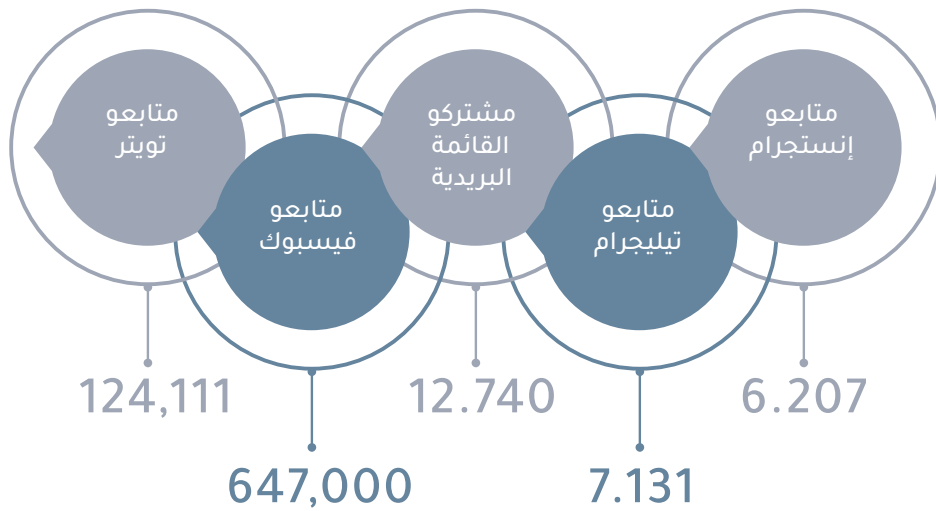 متابعو
إنستجرام
6.207
متابعو
تيليجرام
7.131
مشتركو
القائمة
البريدية
12.740
متابعو
فيسبوك
647,000
متابعو
تويتر
124,111